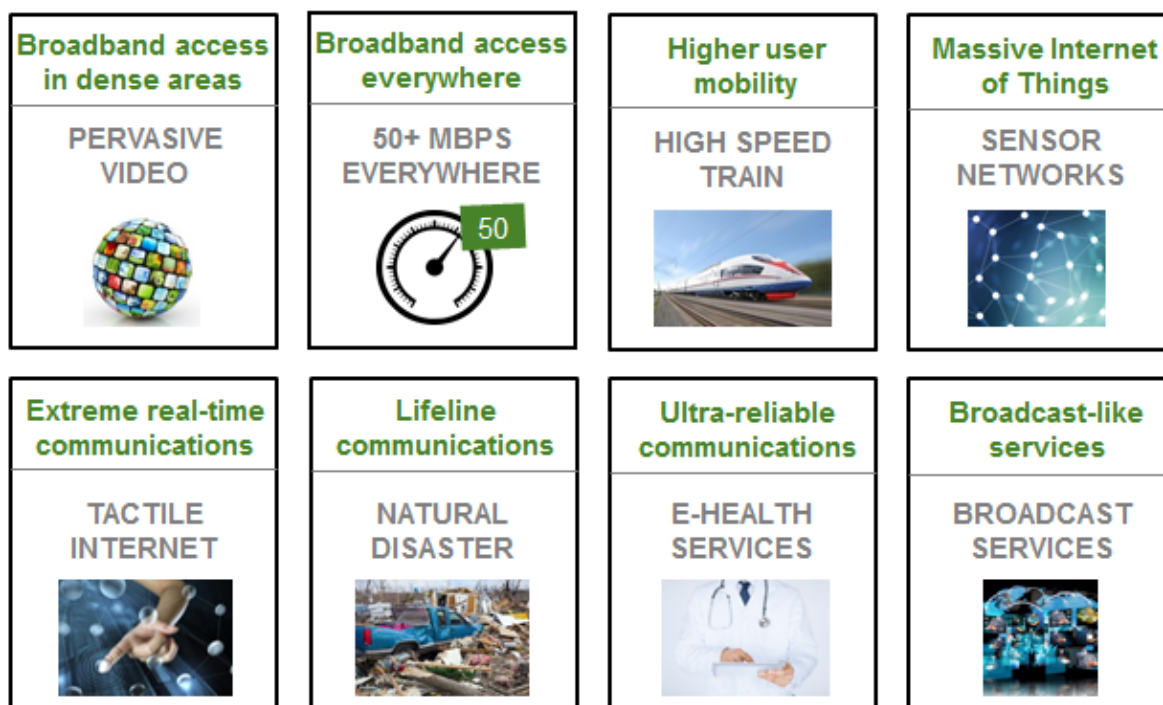 Broadband access
in dense areas
PERVASIVE
VIDEO
Broadband access
everywhere
50+ MBPS
EVERYWHERE
50
Higher user
mobility
HIGH SPEED
TRAIN
Massive Internet
of Things
SENSOR
NETWORKS
Extreme real-time
communications
TACTILE
INTERNET
Lifeline
communications
NATURAL
DISASTER
Ultra-reliable
communications
E-HEALTH
SERVICES
Broadcast-like
services
BROADCAST
SERVICES